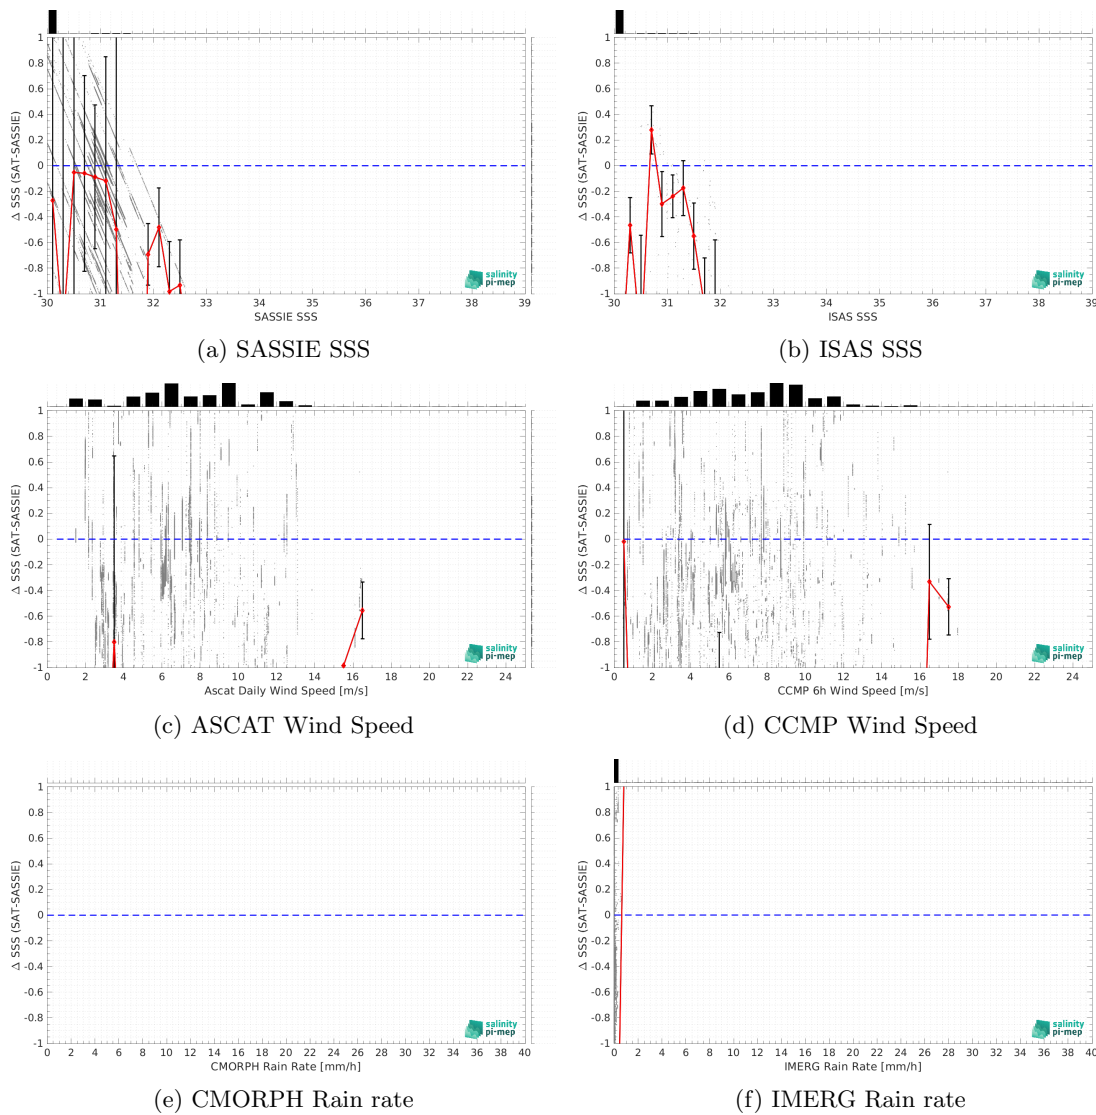 1
0.8
0.6
0.4
0.2
0
-0.2
-0.4
-0.6
-0.8
-1
Δ SSS (SAT-SASSIE)
30 31 32 33 34 35 36 37 38 39
SASSIE SSS
salinity
pi-mep
(a) SASSIE SSS
1
0.8
0.6
0.4
0.2
0
-0.2
-0.4
-0.6
-0.8
-1
Δ SSS (SAT-SASSIE)
30 31 32 33 34 35 36 37 38 39
ISAS SSS
salinity
pi-mep
(b) ISAS SSS
1
0.8
0.6
0.4
0.2
0
-0.2
-0.4
-0.6
-0.8
-1
Δ SSS (SAT-SASSIE)
0 2 4 6 8 10 12 14 16 18 20 22 24
Ascat Daily Wind Speed [m/s]
salinity
pi-mep
(c) ASCAT Wind Speed
1
0.8
0.6
0.4
0.2
0
-0.2
-0.4
-0.6
-0.8
-1
Δ SSS (SAT-SASSIE)
0 2 4 6 8 10 12 14 16 18 20 22 24
CCMP 6h Wind Speed [m/s]
salinity
pi-mep
(d) CCMP Wind Speed
1
0.8
0.6
0.4
0.2
0
-0.2
-0.4
-0.6
-0.8
-1
Δ SSS (SAT-SASSIE)
0 2 4 6 8 10 12 14 16 18 20 22 24 26 28 30 32 34 36 38 40
CMORPH Rain Rate [mm/h]
salinity
pi-mep
(e) CMORPH Rain rate
1
0.8
0.6
0.4
0.2
0
-0.2
-0.4
-0.6
-0.8
-1
Δ SSS (SAT-SASSIE)
0 2 4 6 8 10 12 14 16 18 20 22 24 26 28 30 32 34 36 38 40
IMERG Rain Rate [mm/h]
salinity
pi-mep
(f) IMERG Rain rate